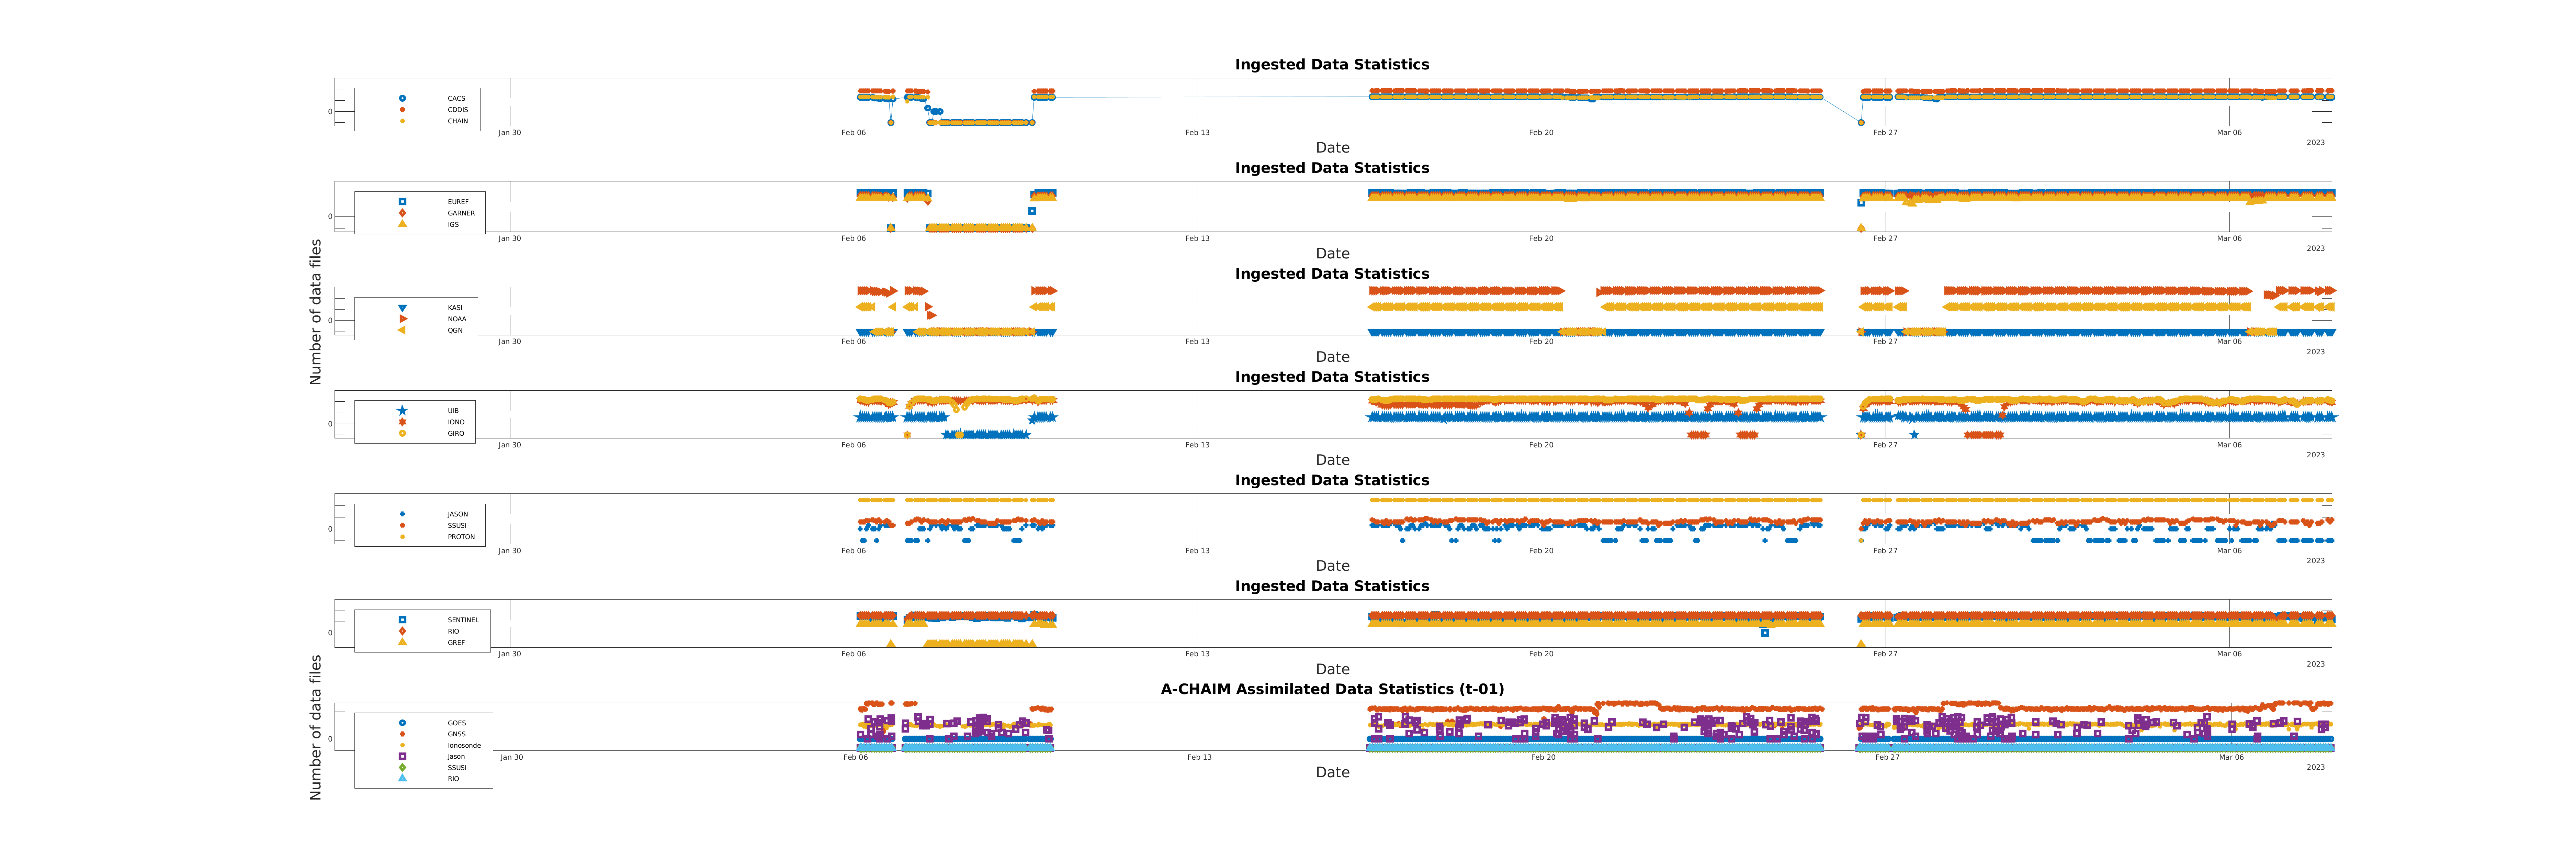 Ingested Data Statistics
CACS
CDDIS
CHAIN
0
Jan 30 Feb 06 Feb 13 Feb 20 Feb 27 Mar 06
2023
Date
Ingested Data Statistics
EUREF
GARNER
IGS
0
Jan 30 Feb 06 Feb 13 Feb 20 Feb 27 Mar 06
2023
Date
Number of data files
Ingested Data Statistics
KASI
NOAA
QGN
0
Jan 30 Feb 06 Feb 13 Feb 20 Feb 27 Mar 06
2023
Date
Ingested Data Statistics
UIB
IONO
GIRO
0
Jan 30 Feb 06 Feb 13 Feb 20 Feb 27 Mar 06
2023
Date
Ingested Data Statistics
JASON
SSUSI
PROTON
0
Jan 30 Feb 06 Feb 13 Feb 20 Feb 27 Mar 06
2023
Date
Ingested Data Statistics
SENTINEL
RIO
GREF
0
Jan 30 Feb 06 Feb 13 Feb 20 Feb 27 Mar 06
2023
Date
Number of data files
A-CHAIM Assimilated Data Statistics (t-01)
GOES
GNSS
Ionosonde
Jason
SSUSI
RIO
0
Jan 30 Feb 06 Feb 13 Feb 20 Feb 27 Mar 06
2023
Date